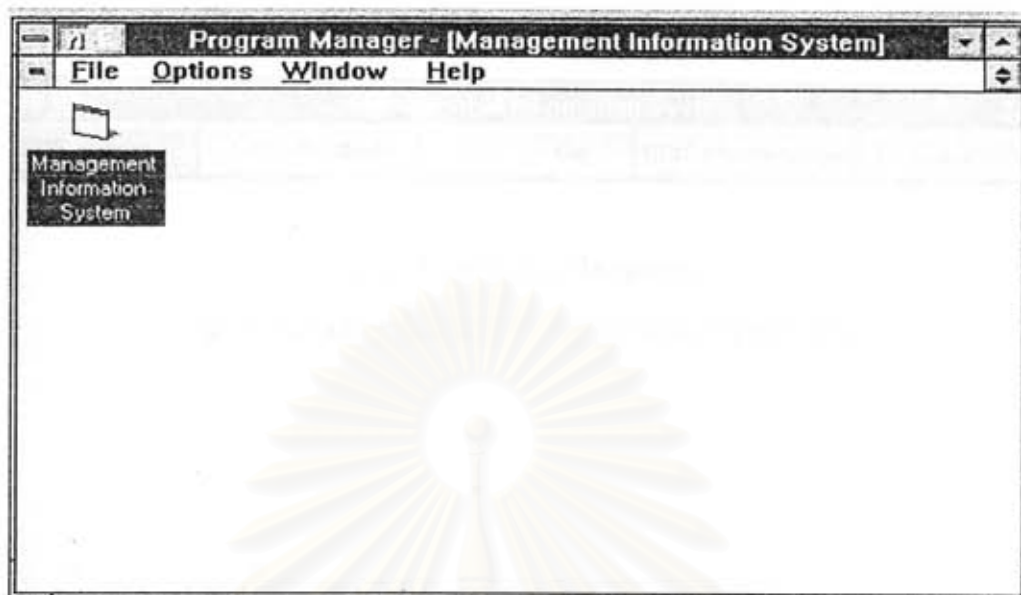 Program Manager - [Management Information System]
File Options Window Help
Management
Information
System